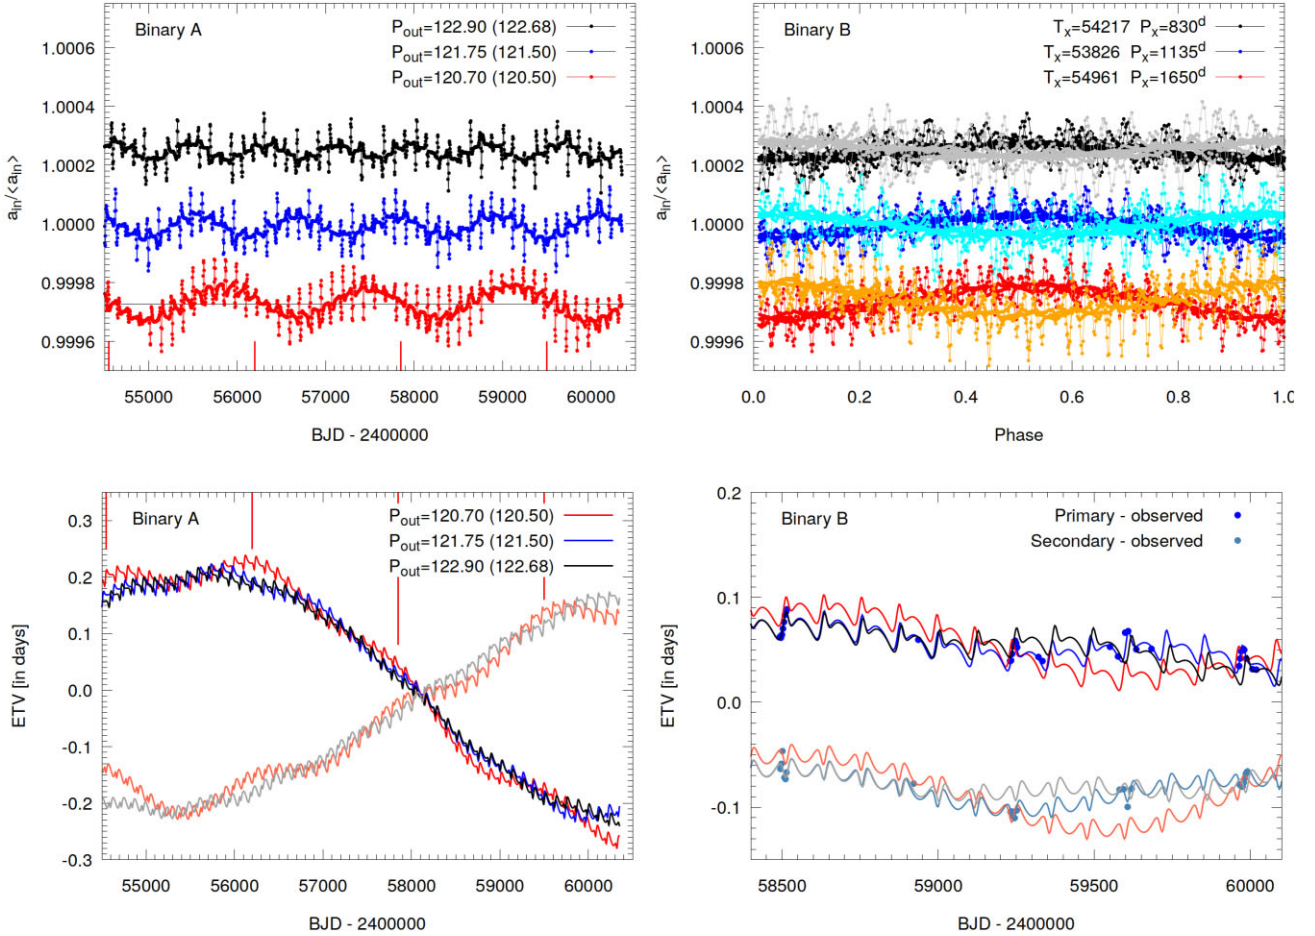 Binary A
P_out=122.90 (122.68)
P_out=121.75 (121.50)
P_out=120.70 (120.50)
1.0006
1.0004
1.0002
1.0000
0.9998
0.9996
a_in/<a_in>
55000 56000 57000 58000 59000 60000
BJD - 2400000
Binary B
T_x=54217 P_x=830^d
T_x=53826 P_x=1135^d
T_x=54961 P_x=1650^d
1.0006
1.0004
1.0002
1.0000
0.9998
0.9996
a_in/<a_in>
0.0 0.2 0.4 0.6 0.8 1.0
Phase
Binary A
P_out=120.70 (120.50)
P_out=121.75 (121.50)
P_out=122.90 (122.68)
0.3
0.2
0.1
0.0
-0.1
-0.2
-0.3
ETV [in days]
55000 56000 57000 58000 59000 60000
BJD - 2400000
Binary B
Primary - observed
Secondary - observed
0.2
0.1
0.0
-0.1
ETV [in days]
58500 59000 59500 60000
BJD - 2400000